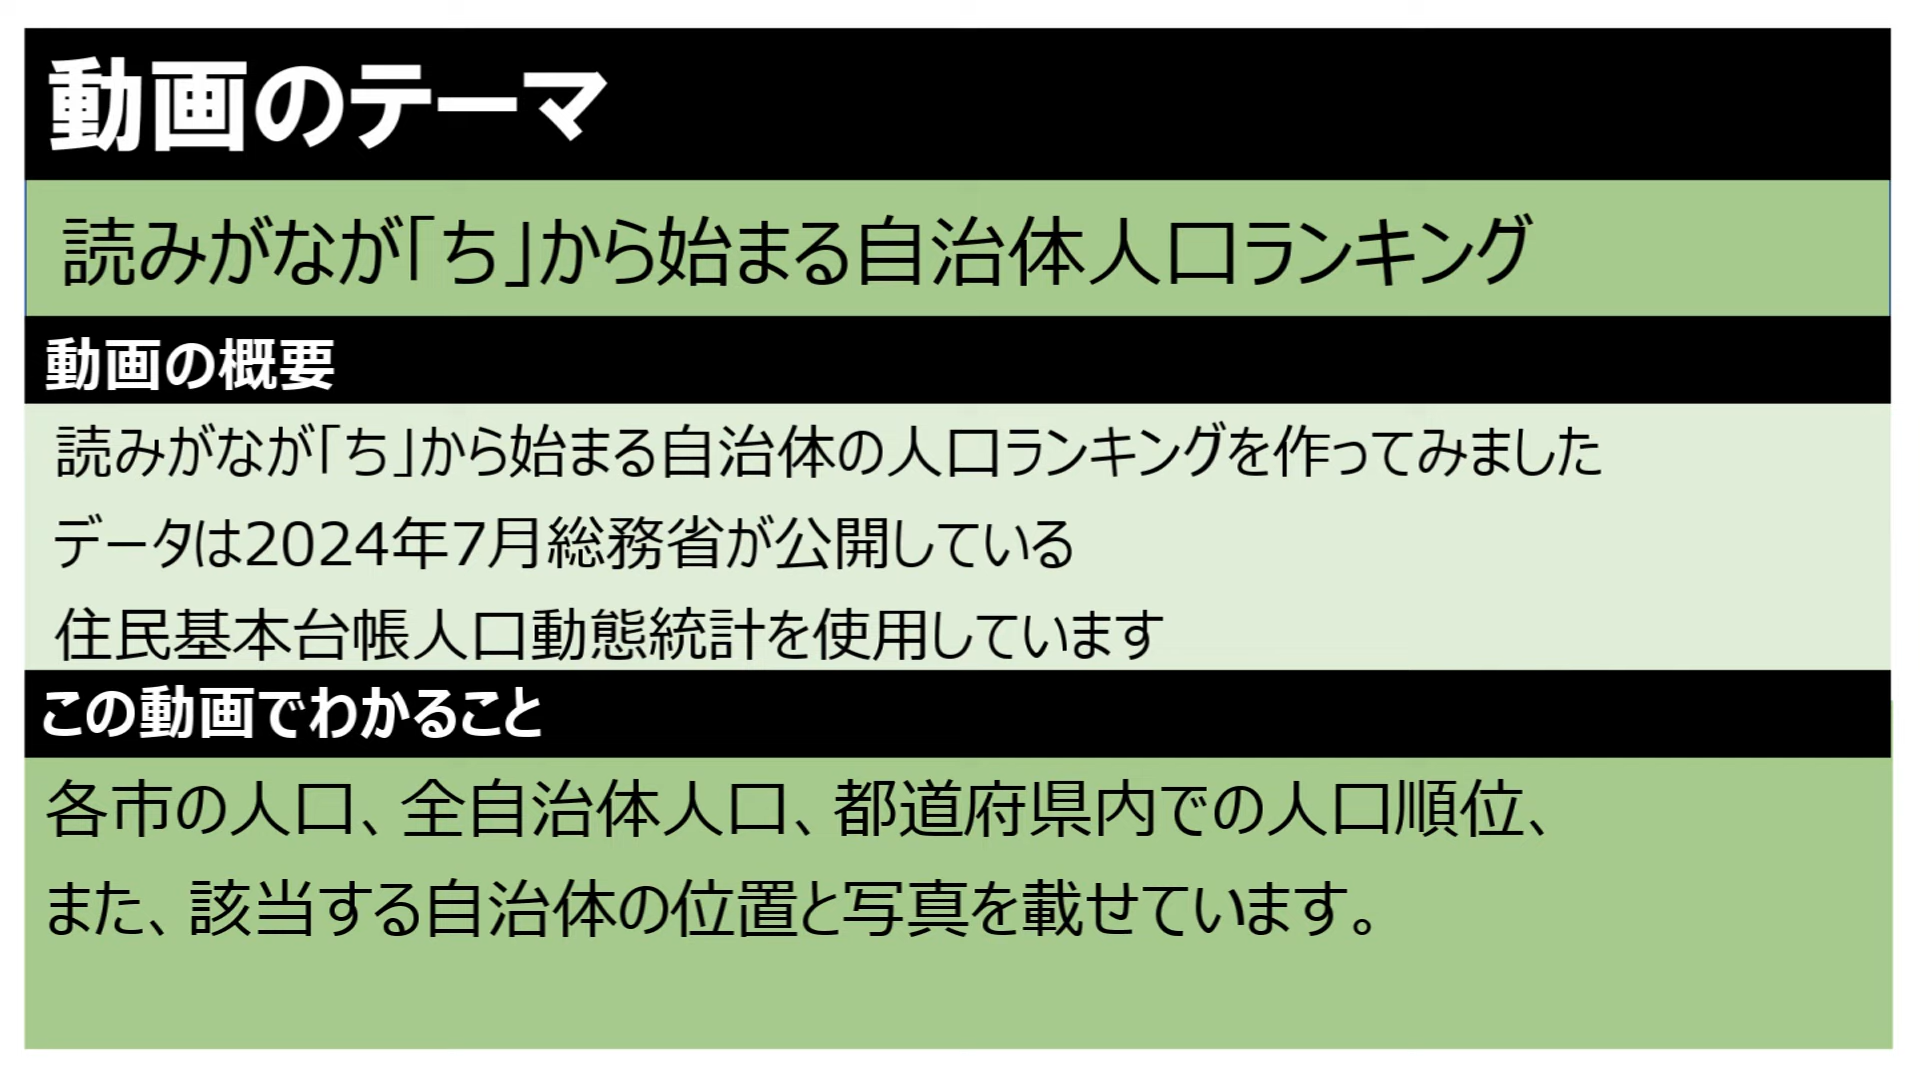 動画のテーマ
読みがなが「ち」から始まる自治体人口ランキング
動画の概要
読みがなが「ち」から始まる自治体の人口ランキングを作ってみました
データは2024年7月総務省が公開している
住民基本台帳人口動態統計を使用しています
この動画でわかること
各市の人口、全自治体人口、都道府県内での人口順位、
また、該当する自治体の位置と写真を載せています。